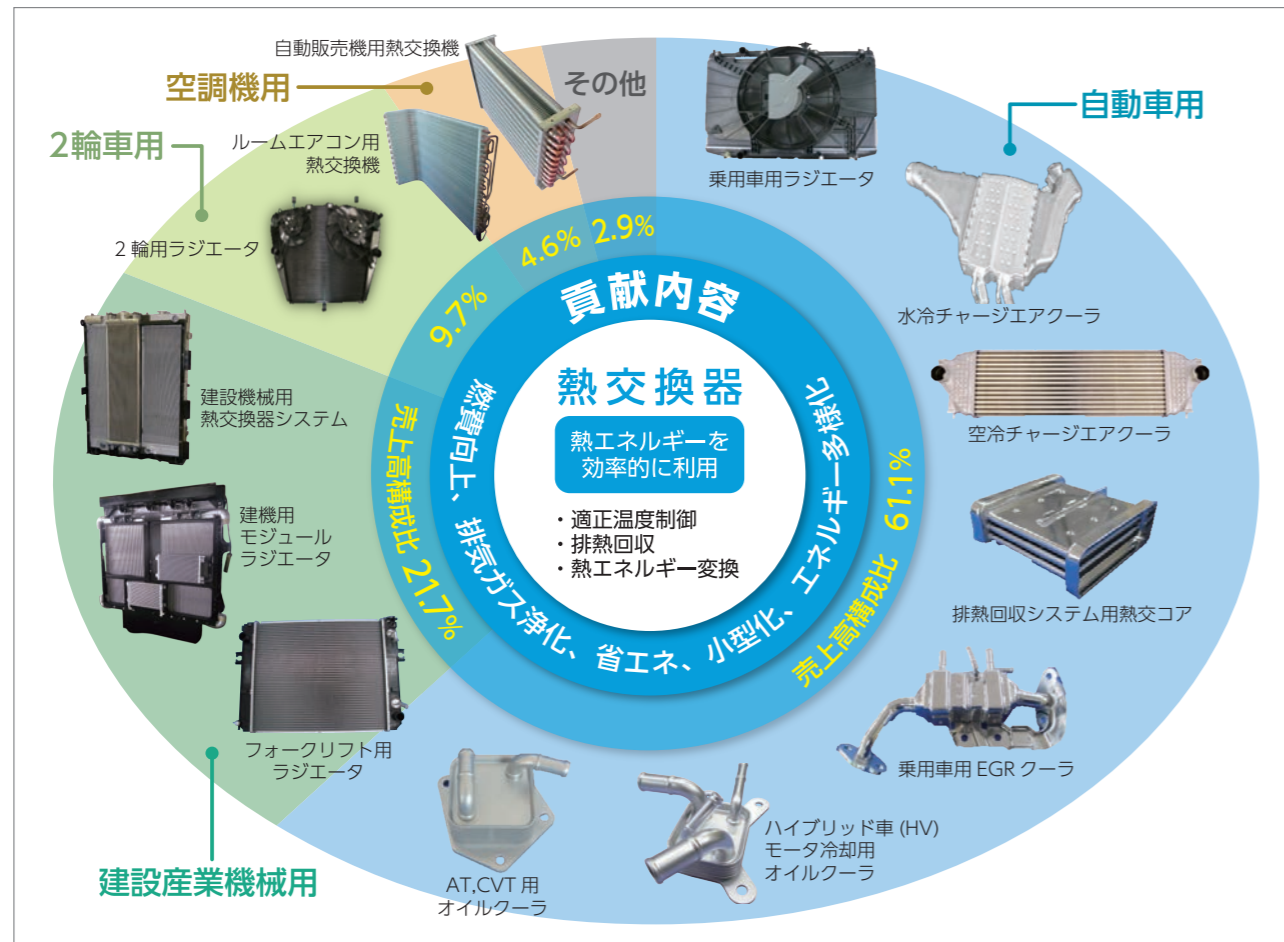 自動販売機用熱交換機
空調機用
その他
自動車用
2輪車用
ルームエアコン用
熱交換機
乗用車用ラジエータ
2輪用ラジエータ
水冷チャージエアクーラ
空冷チャージエアクーラ
排熱回収システム用熱交コア
乗用車用EGRクーラ
ハイブリッド車(HV)
モータ冷却用
オイルクーラ
AT,CVT用
オイルクーラ
建設機械用
熱交換器システム
建機用
モジュール
ラジエータ
フォークリフト用
ラジエータ
建設産業機械用
売上高構成比 61.1%
売上高構成比 21.7%
9.7%
4.6%
2.9%
貢献内容
燃費向上、排気ガス浄化、省エネ、小型化、エネルギー多様化
熱交換器
熱エネルギーを
効率的に利用
・適正温度制御
・排熱回収
・熱エネルギー変換